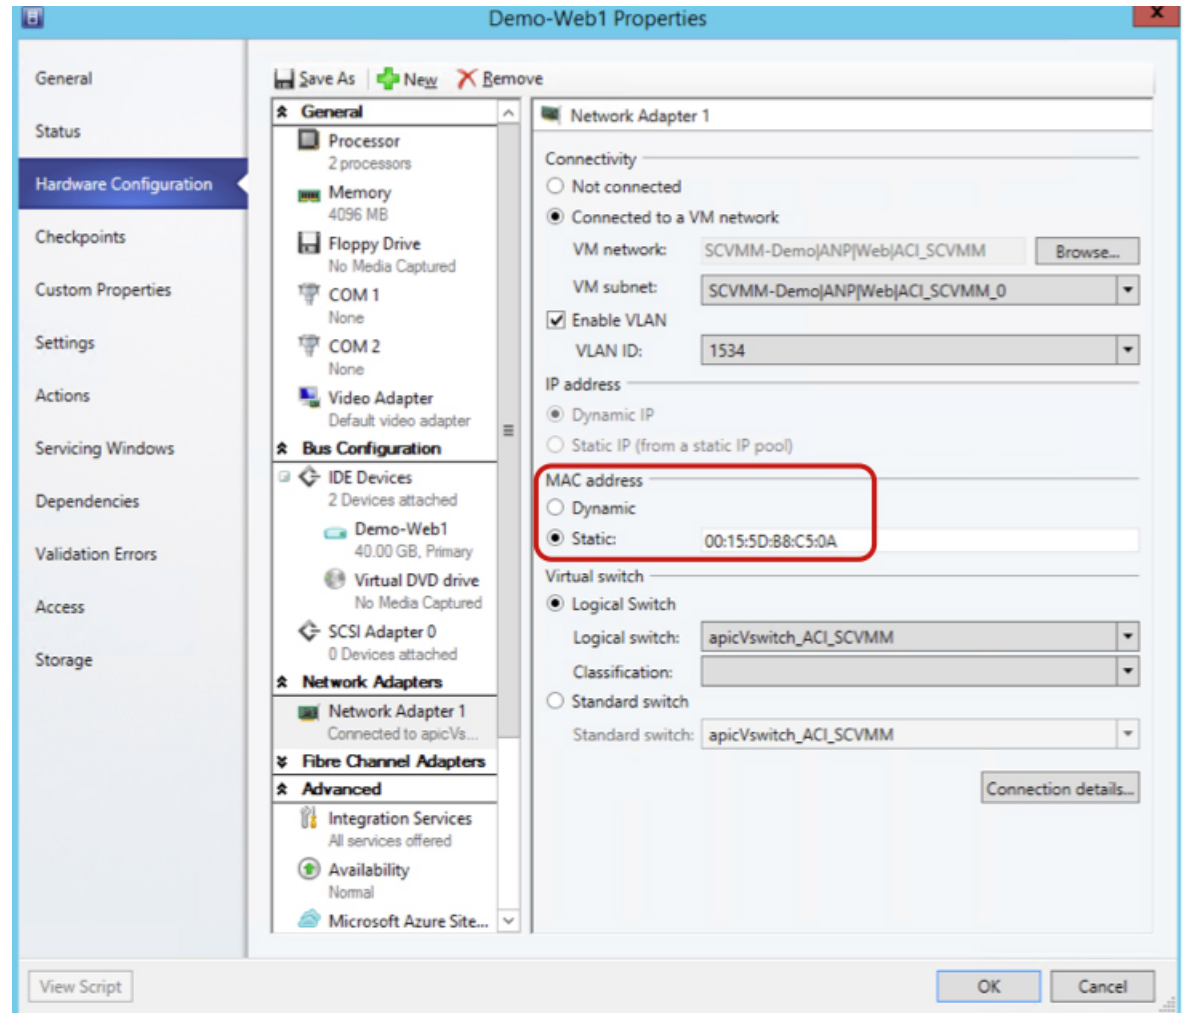 Demo-Web1 Properties
x
General
Status
Hardware Configuration
Checkpoints
Custom Properties
Settings
Actions
Servicing Windows
Dependencies
Validation Errors
Access
Storage
Save As New Remove
General
Processor
2 processors
Memory
4096 MB
Floppy Drive
No Media Captured
COM 1
None
COM 2
None
Video Adapter
Default video adapter
Bus Configuration
IDE Devices
2 Devices attached
Demo-Web1
40.00 GB, Primary
Virtual DVD drive
No Media Captured
SCSI Adapter 0
0 Devices attached
Network Adapters
Network Adapter 1
Connected to apicVs...
Fibre Channel Adapters
Advanced
Integration Services
All services offered
Availability
Normal
Microsoft Azure Site...
Network Adapter 1
Connectivity
Not connected
Connected to a VM network
VM network: SCVMM-Demo|ANP|Web|ACI_SCVMM Browse...
VM subnet: SCVMM-Demo|ANP|Web|ACI_SCVMM_0
Enable VLAN
VLAN ID: 1534
IP address
Dynamic IP
Static IP (from a static IP pool)
MAC address
Dynamic
Static: 00:15:5D:B8:C5:0A
Virtual switch
Logical Switch
Logical switch: apicVswitch_ACI_SCVMM
Classification:
Standard switch
Standard switch: apicVswitch_ACI_SCVMM
Connection details...
View Script OK Cancel